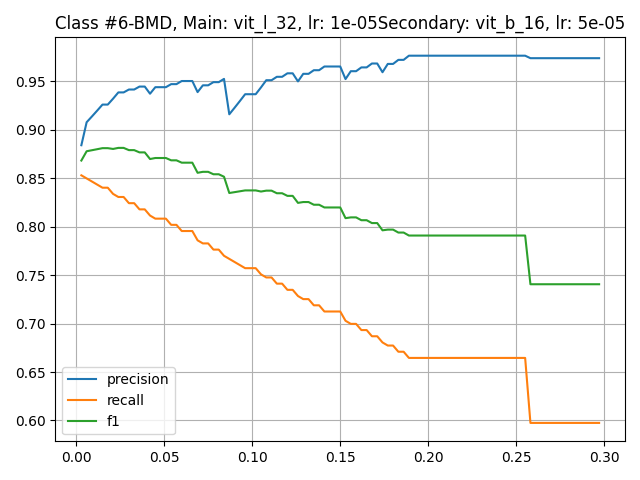 Class #6-BMD, Main: vit_l_32, lr: 1e-05Secondary: vit_b_16, lr: 5e-05
0.95
0.90
0.85
0.80
0.75
0.70
0.65
0.60
precision
recall
f1
0.00 0.05 0.10 0.15 0.20 0.25 0.30